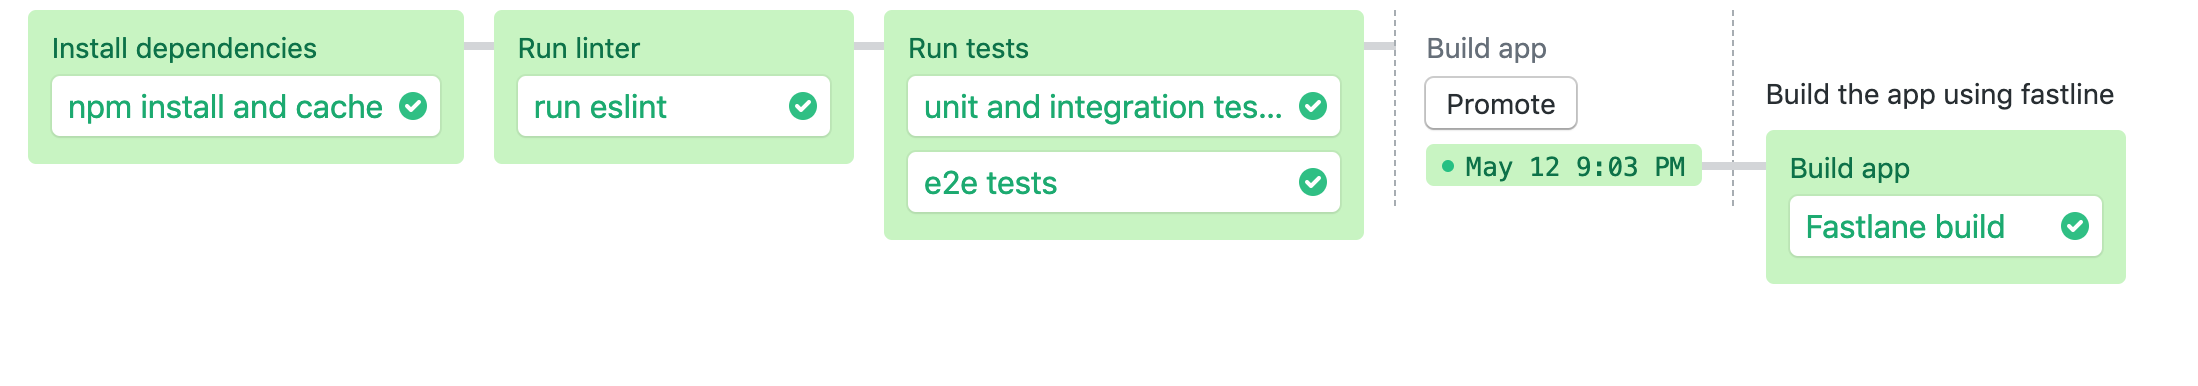 Install dependencies
npm install and cache
Run linter
run eslint
Run tests
unit and integration tes...
e2e tests
Build app
Promote
May 12 9:03 PM
Build the app using fastline
Build app
Fastlane build